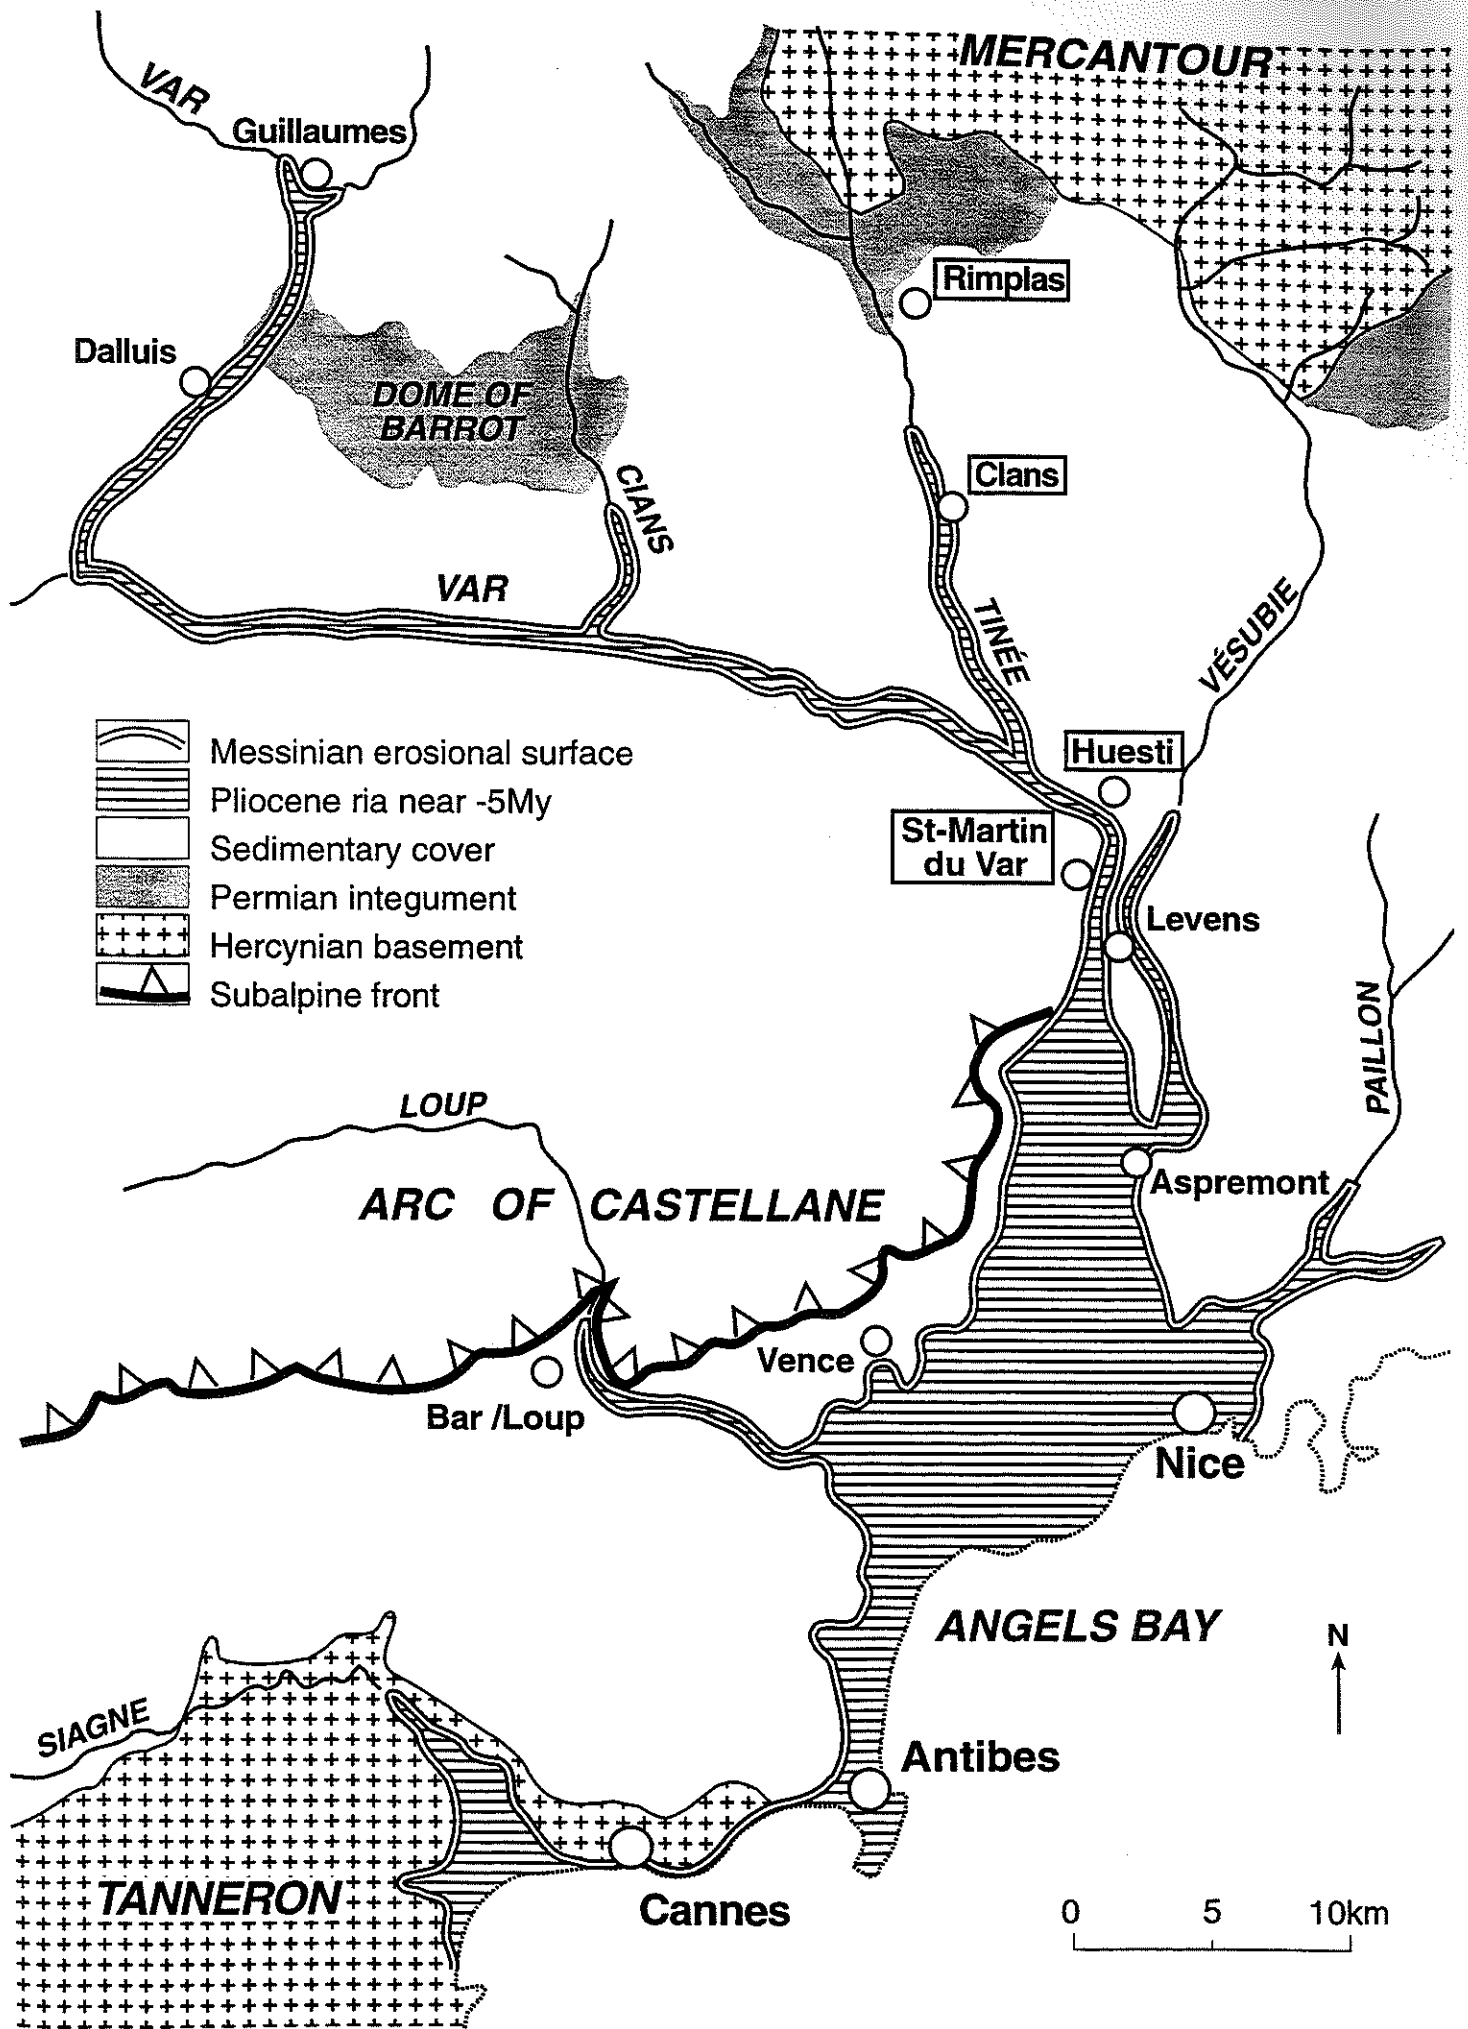 MERCANTOUR
VAR
Guillaumes
Rimplas
Dalluis
DOME OF
BARROT
Clans
CIANS
VAR
TINÉE
VÉSUBIE
Huesti
Messinian erosional surface
Pliocene ria near -5My
Sedimentary cover
Permian integument
Hercynian basement
Subalpine front
St-Martin
du Var
Levens
PAILLON
LOUP
ARC OF CASTELLANE
Aspremont
Vence
Bar /Loup
Nice
ANGELS BAY
N
SIAGNE
Antibes
TANNERON
Cannes
0 5 10km